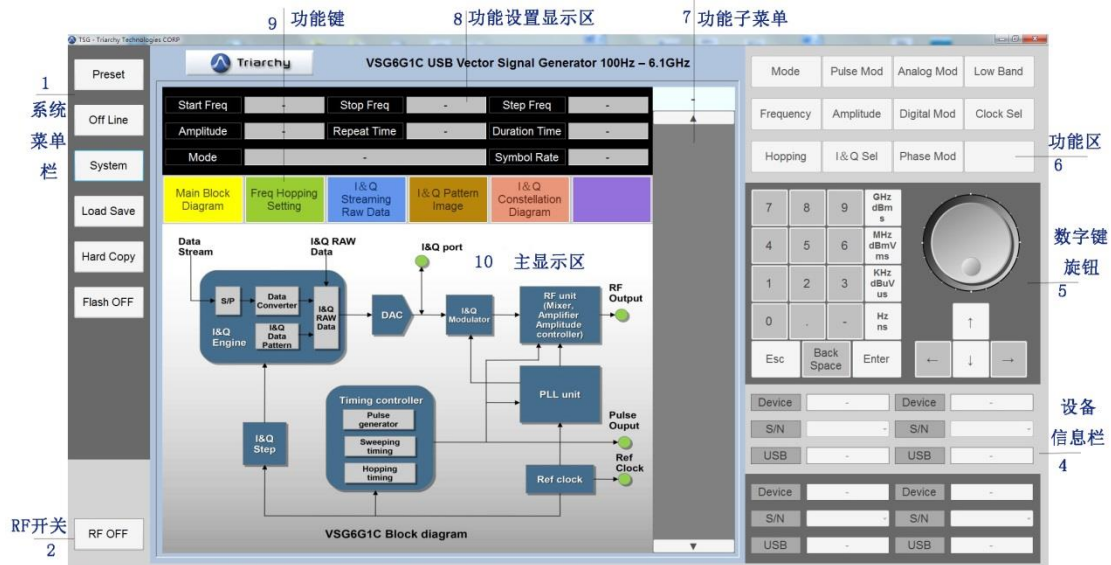 9 功能键
8功能设置显示区
7 功能子菜单
TSG - Triarchy Technologies CORP
1
系统
菜单
栏
Preset
Off Line
System
Load Save
Hard Copy
Flash OFF
RF开关
2
RF OFF
Triarchy
VSG6G1C USB Vector Signal Generator 100Hz – 6.1GHz
Start Freq - Stop Freq - Step Freq -
Amplitude - Repeat Time - Duration Time -
Mode - Symbol Rate -
-
Main Block
Diagram
Freq Hopping
Setting
I&Q
Streaming
Raw Data
I&Q Pattern
Image
I&Q
Constellation
Diagram
Data
Stream
I&Q RAW
Data
I&Q port
10 主显示区
S/P
Data
Converter
I&Q
RAW
Data
I&Q
Data
Pattern
I&Q
Engine
DAC
I&Q
Modulator
RF unit
(Mixer,
Amplifier
Amplitude
controller)
RF
Output
PLL unit
Timing controller
Pulse
generator
Sweeping
timing
Hopping
timing
I&Q
Step
Pulse
Ouput
Ref
Clock
Ref clock
VSG6G1C Block diagram
Mode Pulse Mod Analog Mod Low Band
Frequency Amplitude Digital Mod Clock Sel
Hopping I&Q Sel Phase Mod
功能区
6
7 8 9
GHz
dBm
s
4 5 6
MHz
dBmV
ms
1 2 3
KHz
dBuV
us
0 . -
Hz
ns
Esc
Back
Space
Enter
↑
← ↓ →
数字键
旋钮
5
Device - Device -
S/N - S/N -
USB - USB -
设备
信息栏
4
Device - Device -
S/N - S/N -
USB - USB -